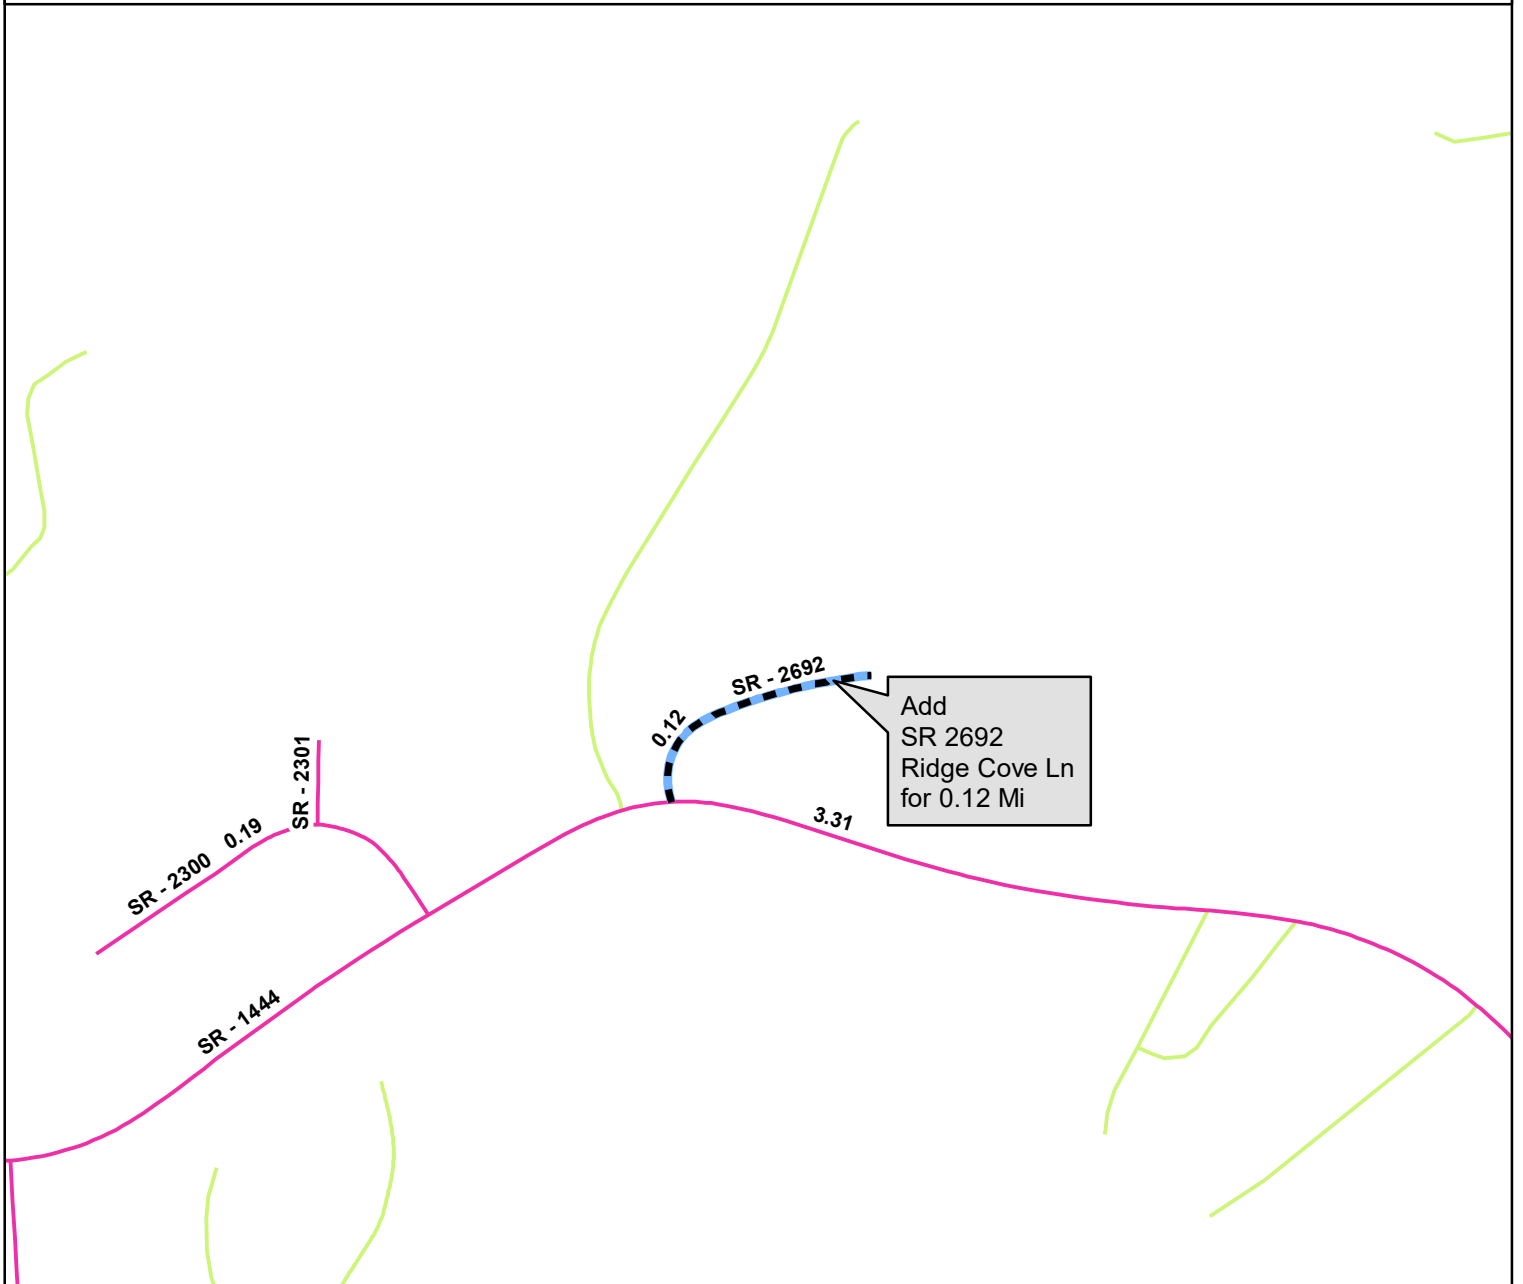 SR - 2692
0.12
Add
SR 2692
Ridge Cove Ln
for 0.12 Mi
SR - 2301
3.31
0.19
SR - 2300
SR - 1444